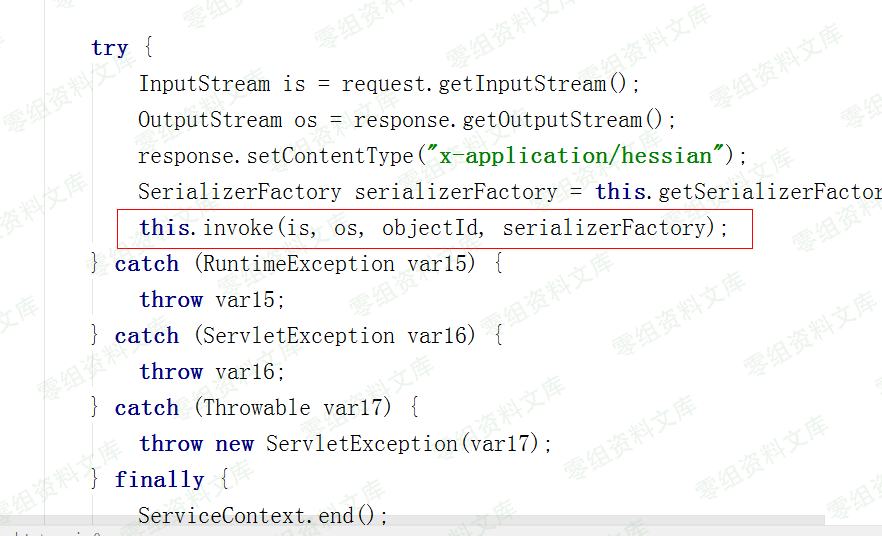 try {
InputStream is = request.getInputStream();
OutputStream os = response.getOutputStream();
response.setContentType("x-application/hessian");
SerializerFactory serializerFactory = this.getSerializerFactor
this.invoke(is, os, objectId, serializerFactory);
} catch (RuntimeException var15) {
throw var15;
} catch (ServletException var16) {
throw var16;
} catch (Throwable var17) {
throw new ServletException(var17);
} finally {
ServiceContext.end();
零组资料文库